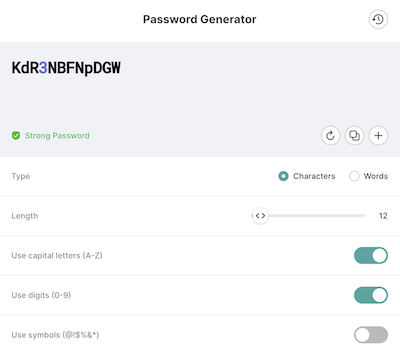 Password Generator
KdR3NBFNpDGW
Strong Password
Type
Characters
Words
Length
12
Use capital letters (A-Z)
Use digits (0-9)
Use symbols (@!$%&*)